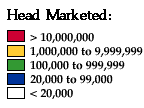 Head Marketed:
> 10,000,000
1,000,000 to 9,999,999
100,000 to 999,999
20,000 to 99,000
< 20,000